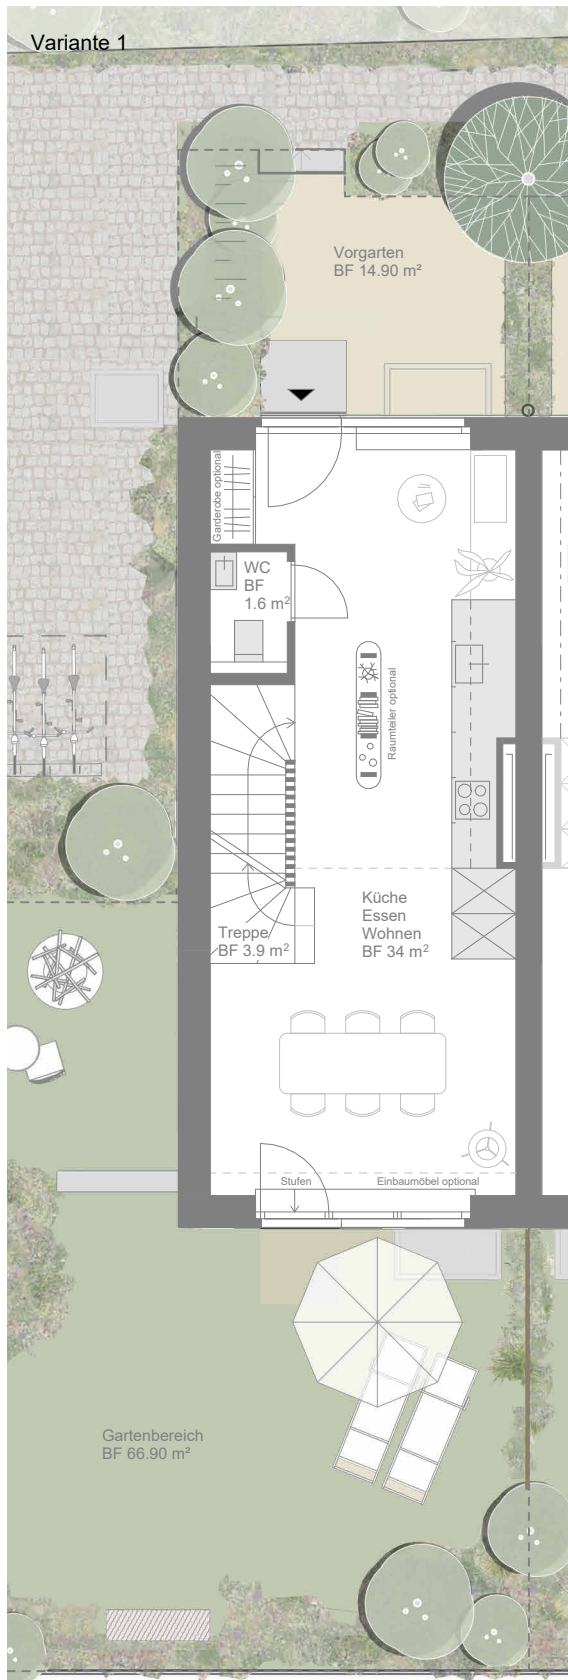 Variante 1
Vorgarten
BF 14.90 m²
Garderobe optional
WC
BF
1.6 m²
Raumteiler optional
Küche
Essen
Wohnen
BF 34 m²
Treppe
BF 3.9 m²
Stufen
Einbaumöbel optional
Gartenbereich
BF 66.90 m²